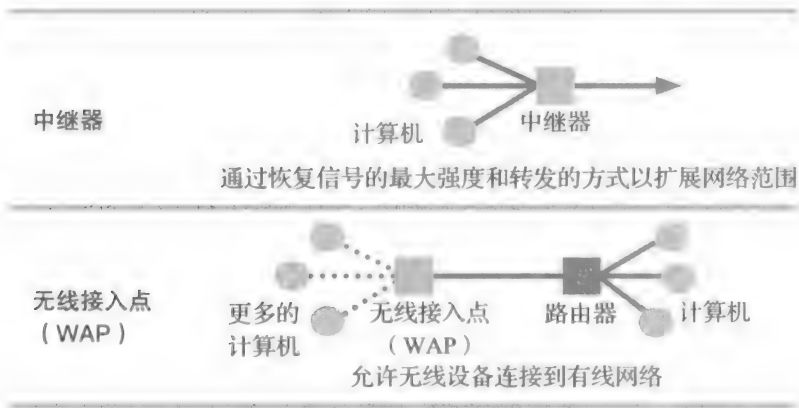 中继器
计算机
中继器
通过恢复信号的最大强度和转发的方式以扩展网络范围
无线接入点
（WAP）
更多的
计算机
无线接入点
（WAP）
路由器
计算机
允许无线设备连接到有线网络